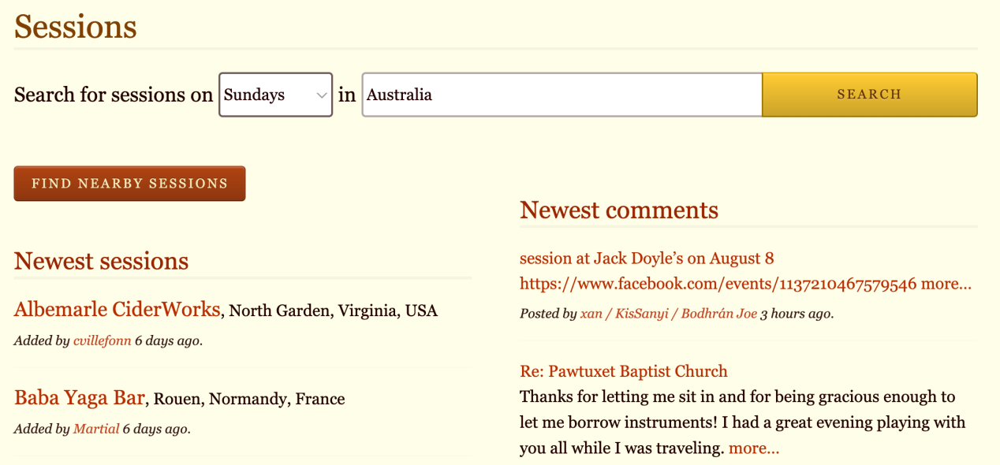 Sessions
Search for sessions on Sundays in Australia SEARCH
FIND NEARBY SESSIONS
Newest sessions
Albemarle CiderWorks, North Garden, Virginia, USA
Added by cvillefonn 6 days ago.
Baba Yaga Bar, Rouen, Normandy, France
Added by Martial 6 days ago.
Newest comments
session at Jack Doyle’s on August 8
https://www.facebook.com/events/1137210467579546 more…
Posted by xan / KisSanyi / Bodhrán Joe 3 hours ago.
Re: Pawtuxet Baptist Church
Thanks for letting me sit in and for being gracious enough to
let me borrow instruments! I had a great evening playing with
you all while I was traveling. more…